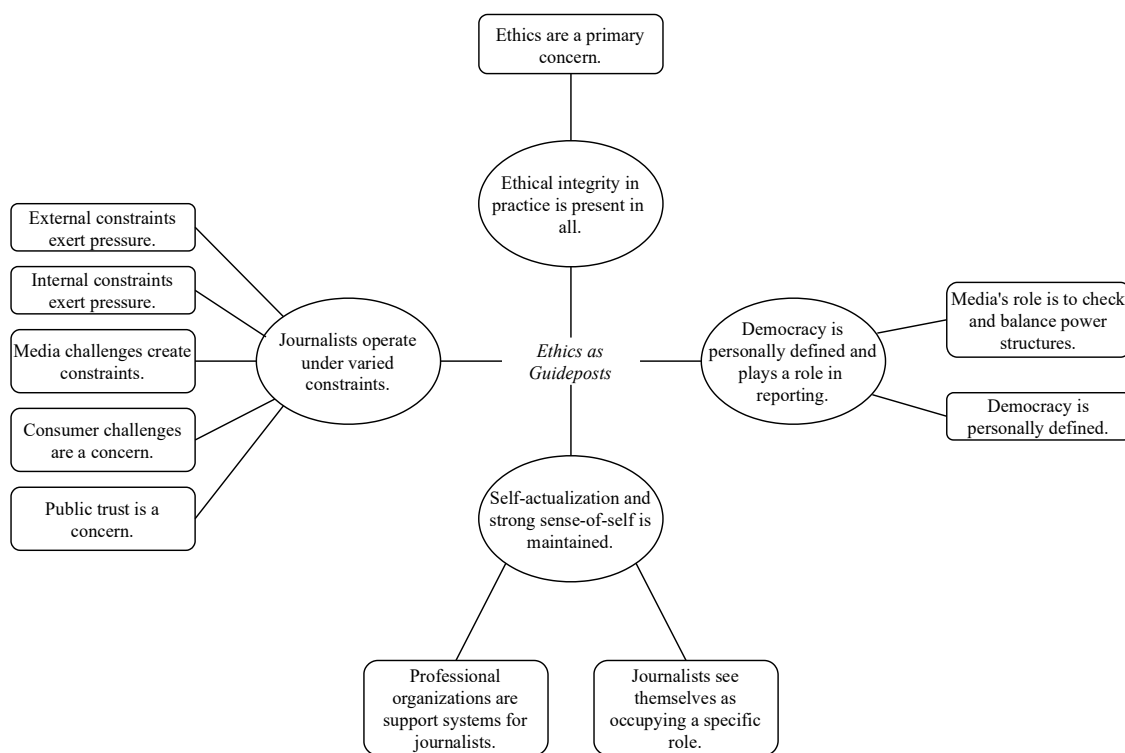 Ethics are a primary
concern.
Ethical integrity in
practice is present in
all.
External constraints
exert pressure.
Internal constraints
exert pressure.
Media challenges create
constraints.
Consumer challenges
are a concern.
Public trust is a
concern.
Journalists operate
under varied
constraints.
Ethics as
Guideposts
Democracy is
personally defined and
plays a role in
reporting.
Media's role is to check
and balance power
structures.
Democracy is
personally defined.
Self-actualization and
strong sense-of-self is
maintained.
Professional
organizations are
support systems for
journalists.
Journalists see
themselves as
occupying a specific
role.